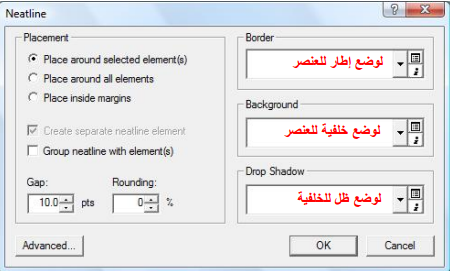 Neatline
Placement
Place around selected element(s)
Place around all elements
Place inside margins
Create separate neatline element
Group neatline with element(s)
Gap:
Rounding:
10.0 pts
0 %
Border
لوضع إطار للعنصر
Background
لوضع خلفية للعنصر
Drop Shadow
لوضع ظل للخلفية
Advanced...
OK
Cancel